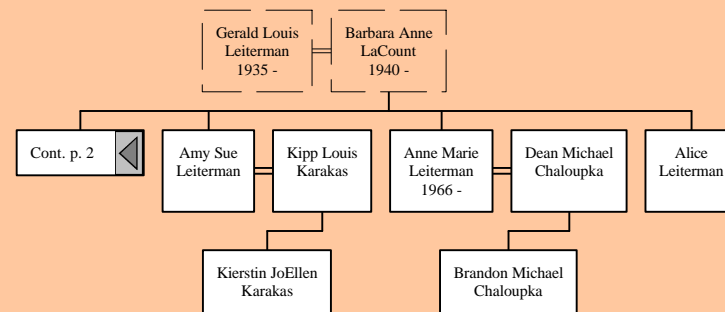 Gerald Louis
Leiterman
1935 -
Barbara Anne
LaCount
1940 -
Cont. p. 2
Amy Sue
Leiterman
Kipp Louis
Karakas
Anne Marie
Leiterman
1966 -
Dean Michael
Chaloupka
Alice
Leiterman
Kierstin JoEllen
Karakas
Brandon Michael
Chaloupka